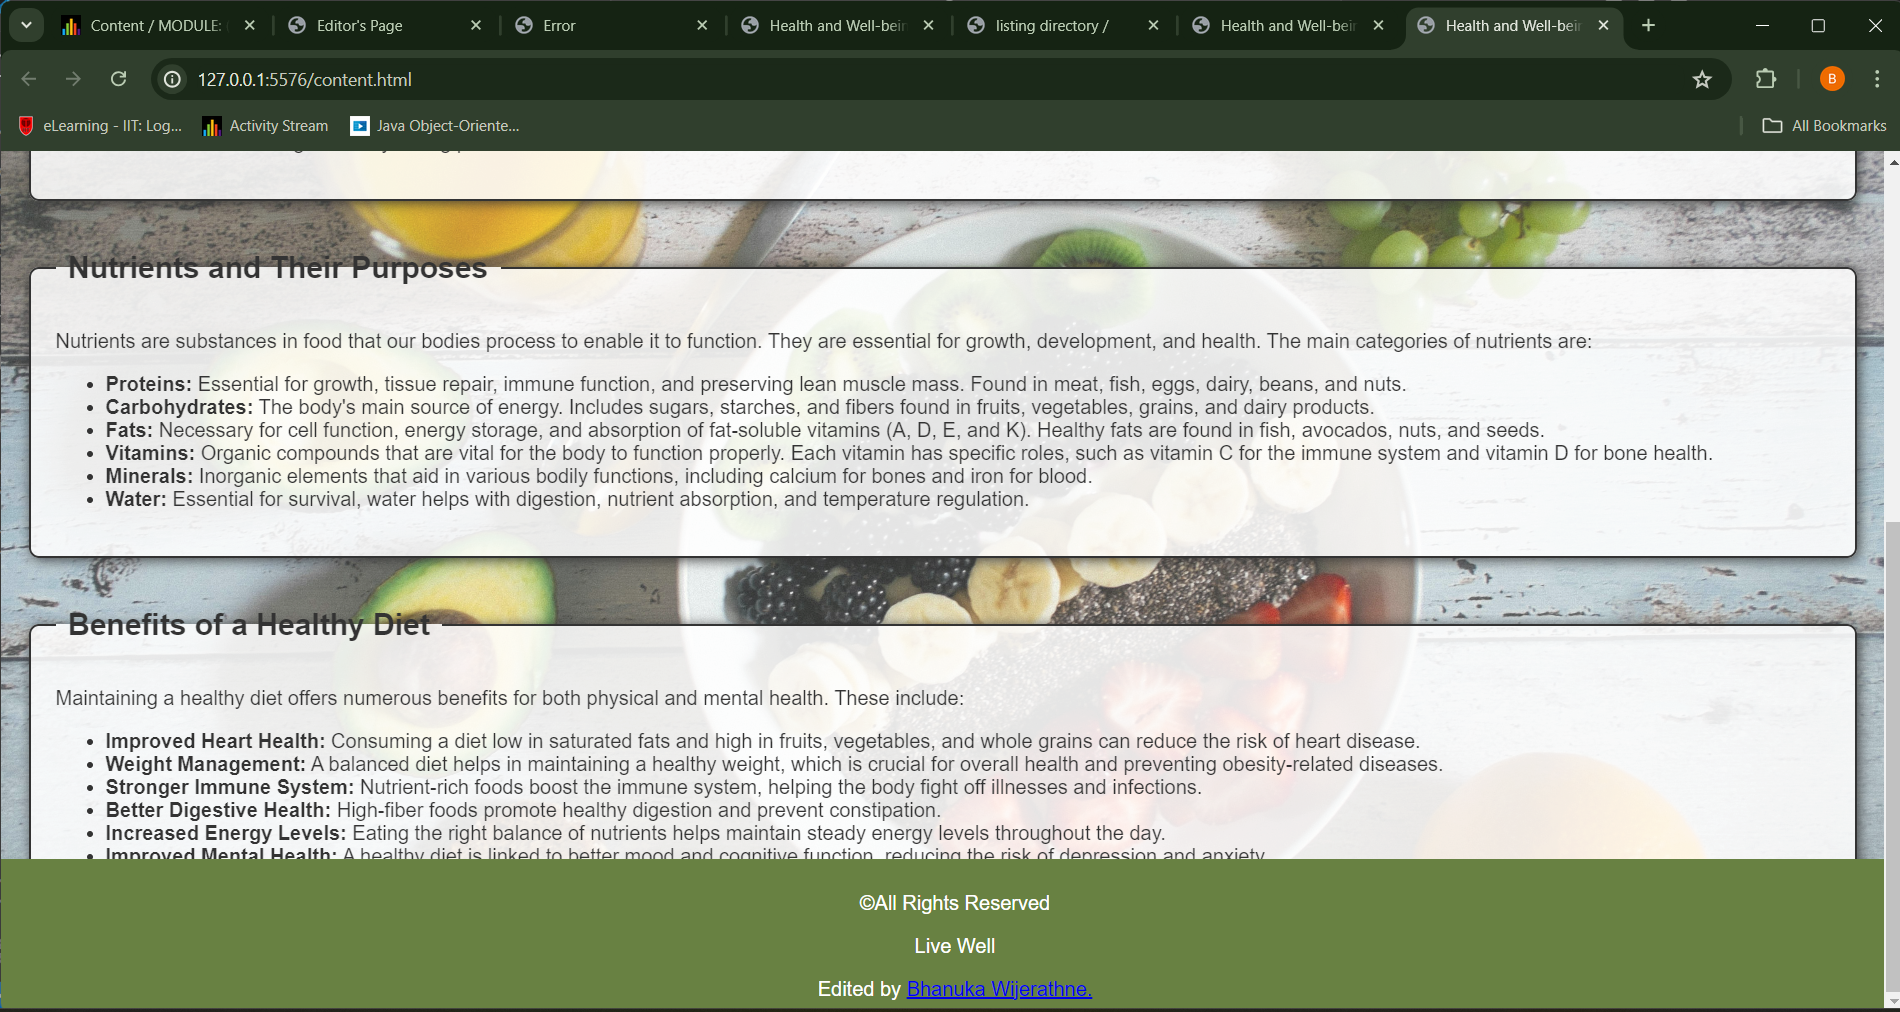 Content / MODULE: (
Editor's Page
Error
Health and Well-bein
listing directory /
Health and Well-bein
Health and Well-bein
127.0.0.1:5576/content.html
B
eLearning - IIT: Log...
Activity Stream
Java Object-Oriente...
All Bookmarks
Nutrients and Their Purposes
Nutrients are substances in food that our bodies process to enable it to function. They are essential for growth, development, and health. The main categories of nutrients are:
• Proteins: Essential for growth, tissue repair, immune function, and preserving lean muscle mass. Found in meat, fish, eggs, dairy, beans, and nuts.
• Carbohydrates: The body's main source of energy. Includes sugars, starches, and fibers found in fruits, vegetables, grains, and dairy products.
• Fats: Necessary for cell function, energy storage, and absorption of fat-soluble vitamins (A, D, E, and K). Healthy fats are found in fish, avocados, nuts, and seeds.
• Vitamins: Organic compounds that are vital for the body to function properly. Each vitamin has specific roles, such as vitamin C for the immune system and vitamin D for bone health.
• Minerals: Inorganic elements that aid in various bodily functions, including calcium for bones and iron for blood.
• Water: Essential for survival, water helps with digestion, nutrient absorption, and temperature regulation.
Benefits of a Healthy Diet
Maintaining a healthy diet offers numerous benefits for both physical and mental health. These include:
• Improved Heart Health: Consuming a diet low in saturated fats and high in fruits, vegetables, and whole grains can reduce the risk of heart disease.
• Weight Management: A balanced diet helps in maintaining a healthy weight, which is crucial for overall health and preventing obesity-related diseases.
• Stronger Immune System: Nutrient-rich foods boost the immune system, helping the body fight off illnesses and infections.
• Better Digestive Health: High-fiber foods promote healthy digestion and prevent constipation.
• Increased Energy Levels: Eating the right balance of nutrients helps maintain steady energy levels throughout the day.
• Improved Mental Health: A healthy diet is linked to better mood and cognitive function, reducing the risk of depression and anxiety.
©All Rights Reserved
Live Well
Edited by Bhanuka Wijerathne.